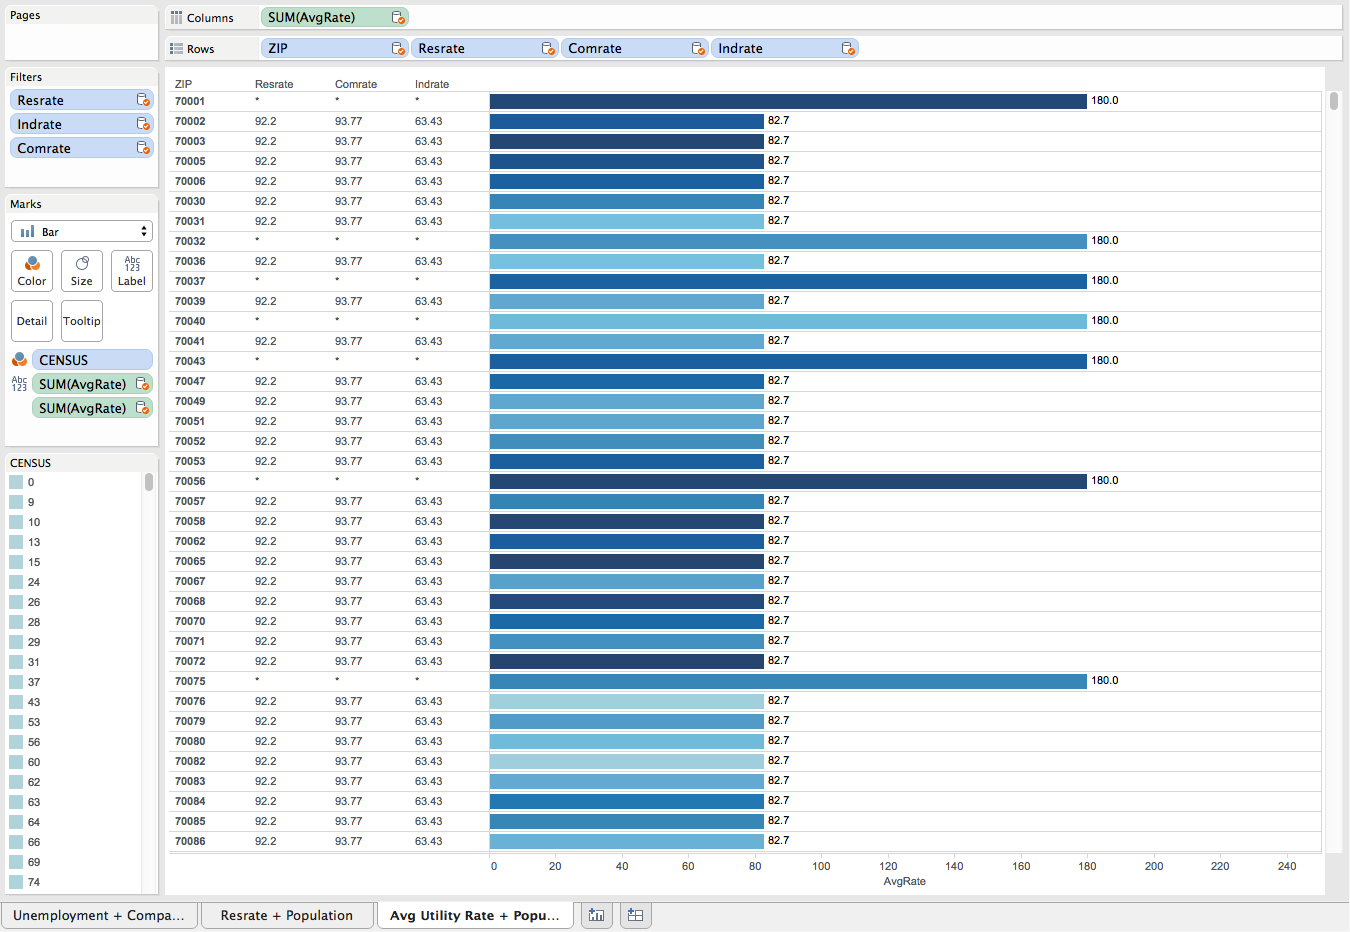 Pages
Columns SUM(AvgRate)
Rows ZIP Resrate Comrate Indrate
Filters
Resrate
Indrate
Comrate
Marks
Bar
Color Size Abc 123 Label
Detail Tooltip
CENSUS
Abc 123 SUM(AvgRate)
SUM(AvgRate)
CENSUS
0
9
10
13
15
24
26
28
29
31
37
43
53
56
60
62
63
64
66
69
74
ZIP Resrate Comrate Indrate
70001 * * * 180.0
70002 92.2 93.77 63.43 82.7
70003 92.2 93.77 63.43 82.7
70005 92.2 93.77 63.43 82.7
70006 92.2 93.77 63.43 82.7
70030 92.2 93.77 63.43 82.7
70031 92.2 93.77 63.43 82.7
70032 * * * 180.0
70036 92.2 93.77 63.43 82.7
70037 * * * 180.0
70039 92.2 93.77 63.43 82.7
70040 * * * 180.0
70041 92.2 93.77 63.43 82.7
70043 * * * 180.0
70047 92.2 93.77 63.43 82.7
70049 92.2 93.77 63.43 82.7
70051 92.2 93.77 63.43 82.7
70052 92.2 93.77 63.43 82.7
70053 92.2 93.77 63.43 82.7
70056 * * * 180.0
70057 92.2 93.77 63.43 82.7
70058 92.2 93.77 63.43 82.7
70062 92.2 93.77 63.43 82.7
70065 92.2 93.77 63.43 82.7
70067 92.2 93.77 63.43 82.7
70068 92.2 93.77 63.43 82.7
70070 92.2 93.77 63.43 82.7
70071 92.2 93.77 63.43 82.7
70072 92.2 93.77 63.43 82.7
70075 * * * 180.0
70076 92.2 93.77 63.43 82.7
70079 92.2 93.77 63.43 82.7
70080 92.2 93.77 63.43 82.7
70082 92.2 93.77 63.43 82.7
70083 92.2 93.77 63.43 82.7
70084 92.2 93.77 63.43 82.7
70085 92.2 93.77 63.43 82.7
70086 92.2 93.77 63.43 82.7
0 20 40 60 80 100 120 140 160 180 200 220 240
AvgRate
Unemployment + Compa... Resrate + Population Avg Utility Rate + Popu...